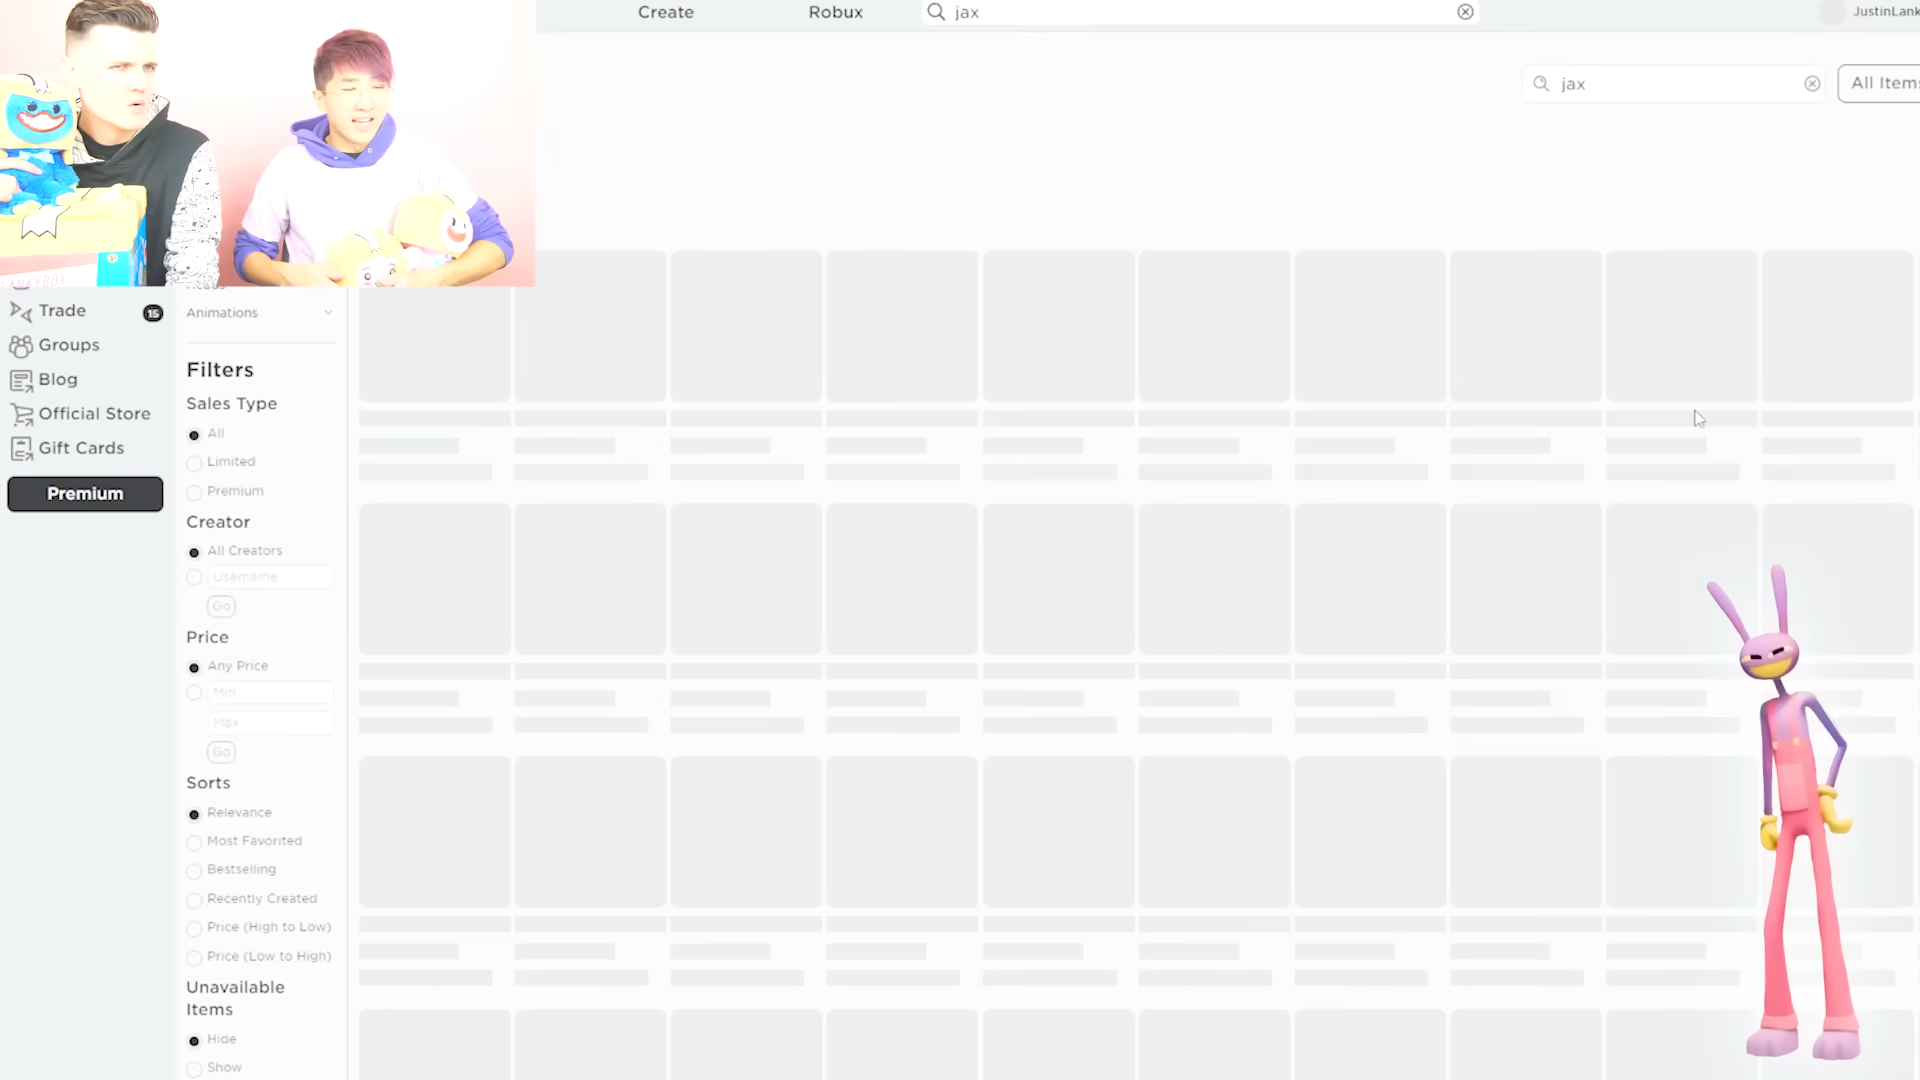 Create
Robux
jax
JustinLank
jax
All Items
Trade
15
Groups
Blog
Official Store
Gift Cards
Premium
Animations
Filters
Sales Type
All
Limited
Premium
Creator
All Creators
Username
Go
Price
Any Price
Min
Max
Go
Sorts
Relevance
Most Favorited
Bestselling
Recently Created
Price (High to Low)
Price (Low to High)
Unavailable
Items
Hide
Show